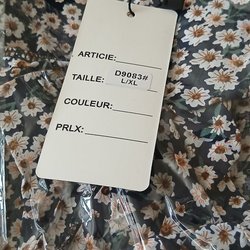 ARTICIE:
TAILLE: D9083#
L/XL
COULEUR:
PRLX: